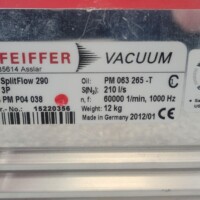 FEIFFER VACUUM
35614 Asslar
SplitFlow 290
3P
PM P04 038
15220356
Oil: PM 063 265 -T
S(N₂): 210 l/s
n, f: 60000 1/min, 1000 Hz
Weight: 12 kg
Made in Germany 2012/01